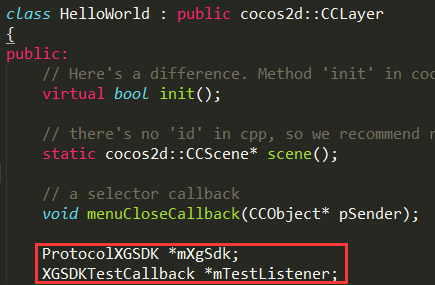 class HelloWorld : public cocos2d::CCLayer
{
public:
// Here's a difference. Method 'init' in coc
virtual bool init();
// there's no 'id' in cpp, so we recommend r
static cocos2d::CCScene* scene();
// a selector callback
void menuCloseCallback(CCObject* pSender);
ProtocolXGSDK *mXgSdk;
XGSDKTestCallback *mTestListener;